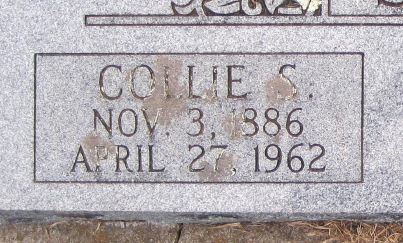 COLLIE S.
NOV. 3, 1886
APRIL 27, 1962